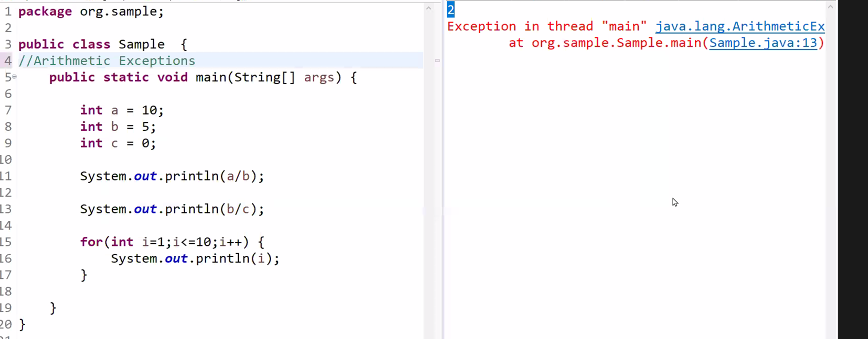 1 package org.sample;
2
3 public class Sample {
4 //Arithmetic Exceptions
5 public static void main(String[] args) {
6
7 int a = 10;
8 int b = 5;
9 int c = 0;
10
11 System.out.println(a/b);
12
13 System.out.println(b/c);
14
15 for(int i=1;i<=10;i++) {
16 System.out.println(i);
17 }
18
19 }
20 }
2
Exception in thread "main" java.lang.ArithmeticEx
at org.sample.Sample.main(Sample.java:13)